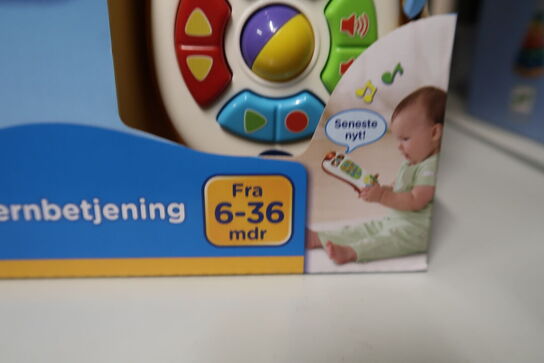 Seneste
nyt!
ernbetjening
Fra
6-36
mdr